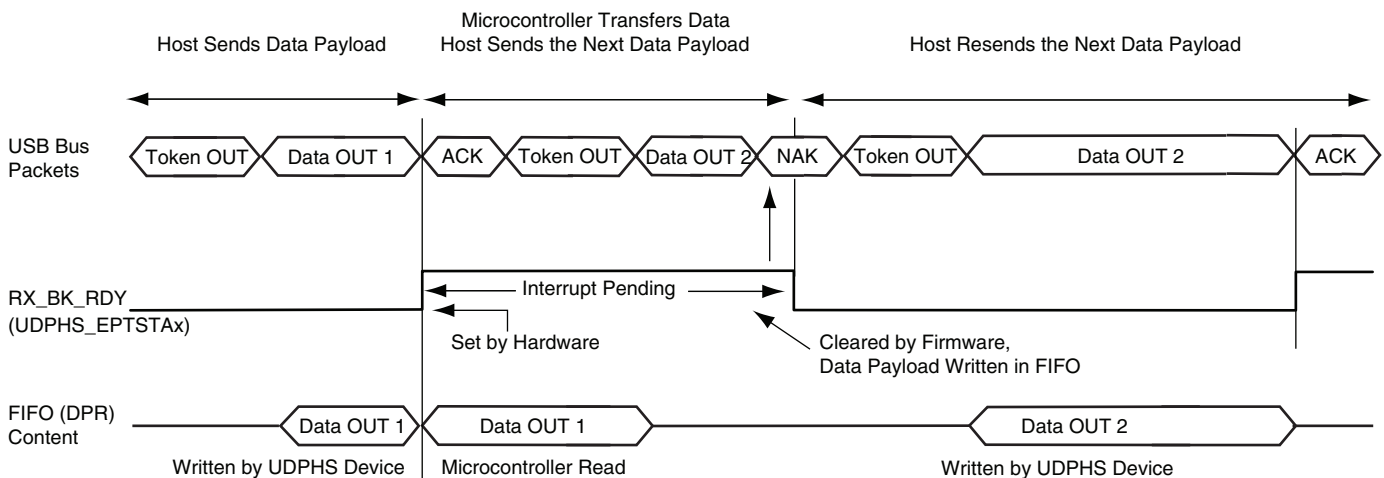 Microcontroller Transfers Data
Host Sends Data Payload
Host Sends the Next Data Payload
Host Resends the Next Data Payload
USB Bus
Packets
Token OUT
Data OUT 1
ACK
Token OUT
Data OUT 2
NAK
Token OUT
Data OUT 2
ACK
RX_BK_RDY
(UDPHS_EPTSTAx)
Interrupt Pending
Set by Hardware
Cleared by Firmware,
Data Payload Written in FIFO
FIFO (DPR)
Content
Data OUT 1
Data OUT 1
Data OUT 2
Written by UDPHS Device
Microcontroller Read
Written by UDPHS Device